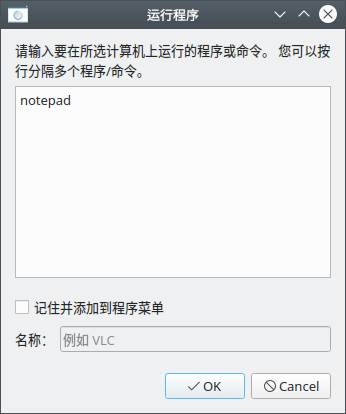 运行程序
请输入要在所选计算机上运行的程序或命令。 您可以按
行分隔多个程序/命令。
notepad
记住并添加到程序菜单
名称： 例如 VLC
OK Cancel